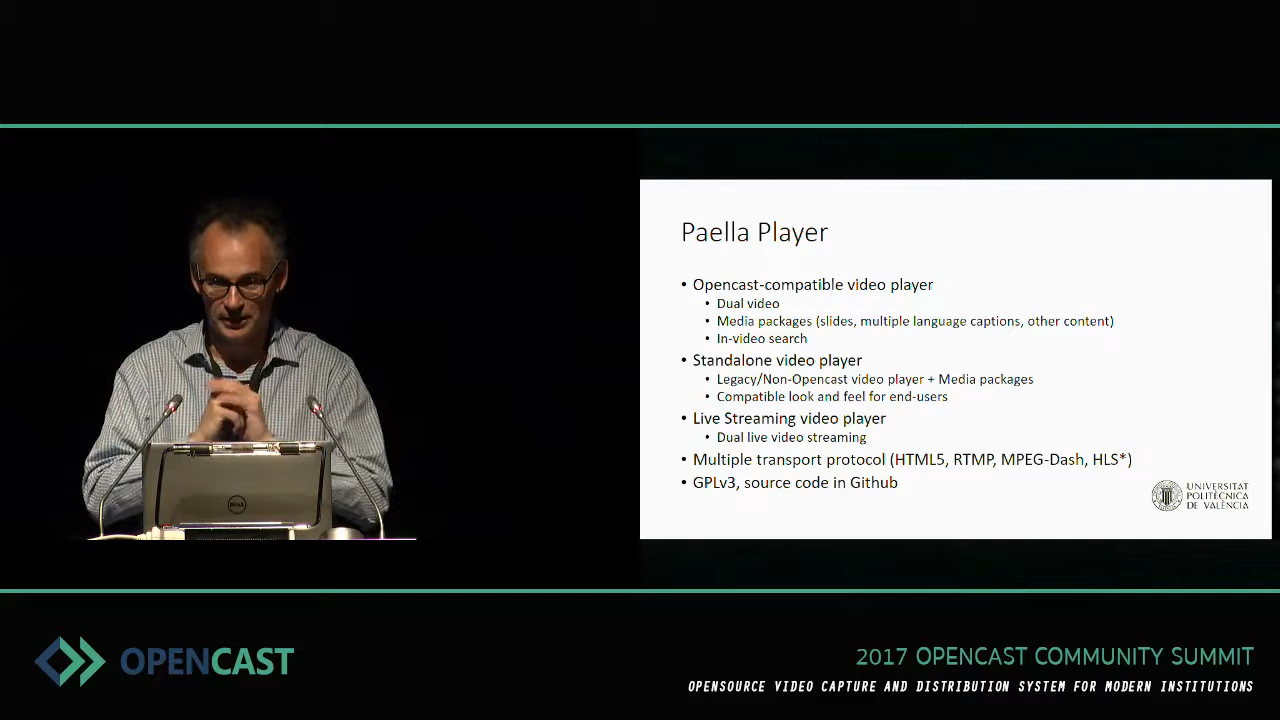 Paella Player
• Opencast-compatible video player
• Dual video
• Media packages (slides, multiple language captions, other content)
• In-video search
• Standalone video player
• Legacy/Non-Opencast video player + Media packages
• Compatible look and feel for end-users
• Live Streaming video player
• Dual live video streaming
• Multiple transport protocol (HTML5, RTMP, MPEG-Dash, HLS*)
• GPLv3, source code in Github
UNIVERSITAT
POLITÈCNICA
DE VALÈNCIA
DELL
OPENCAST
2017 OPENCAST COMMUNITY SUMMIT
OPENSOURCE VIDEO CAPTURE AND DISTRIBUTION SYSTEM FOR MODERN INSTITUTIONS